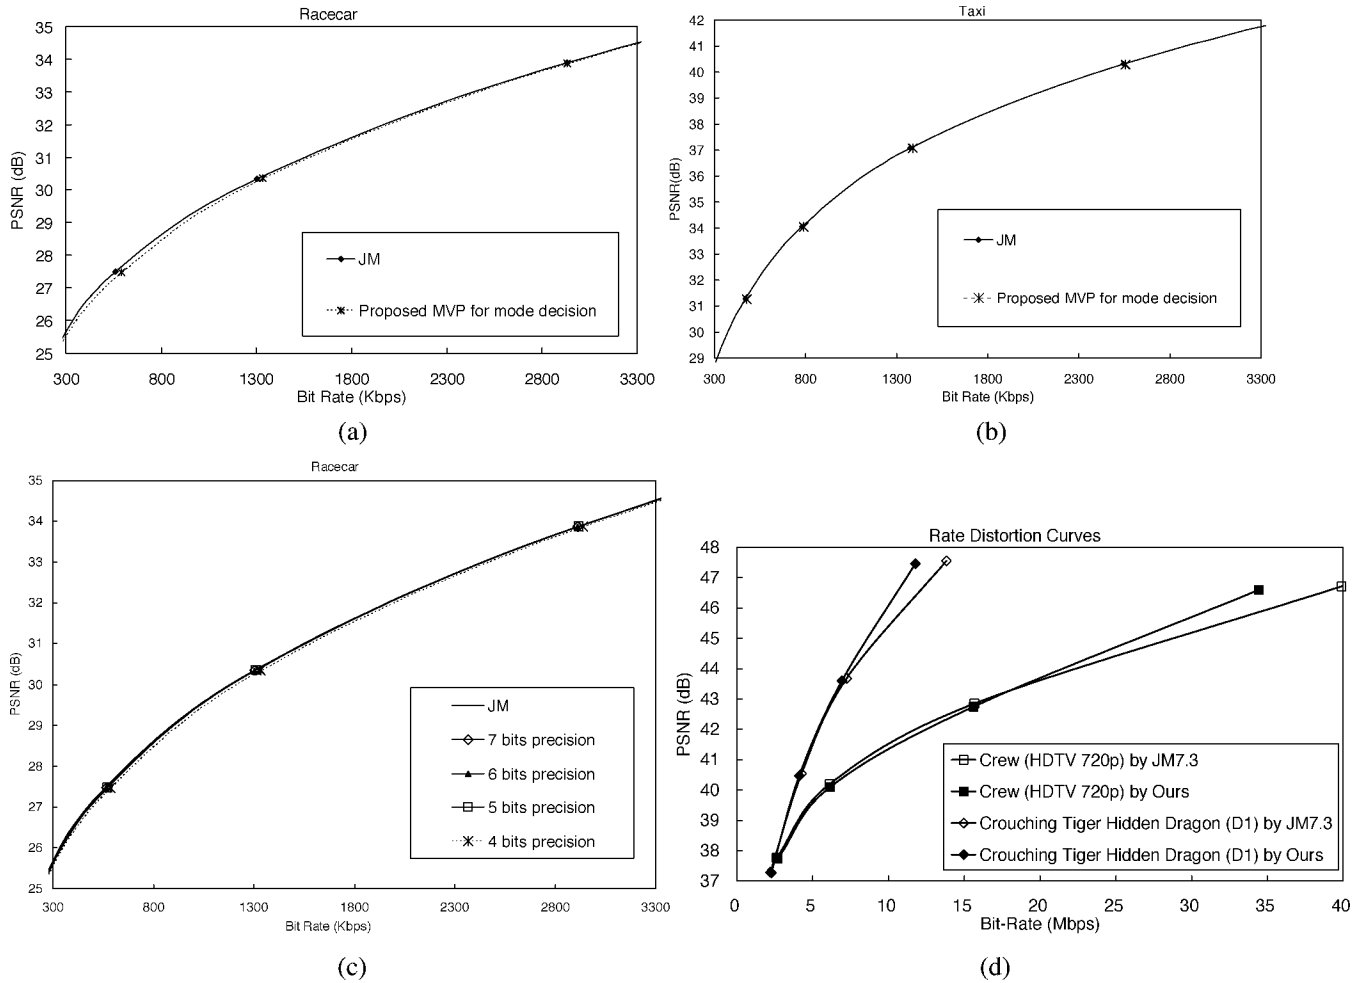 Racecar
35
34
33
32
31
30
29
28
27
26
25
PSNR (dB)
JM
Proposed MVP for mode decision
300 800 1300 1800 2300 2800 3300
Bit Rate (Kbps)
(a)
Taxi
42
41
40
39
38
37
36
35
34
33
32
31
30
29
PSNR(dB)
JM
Proposed MVP for mode decision
300 800 1300 1800 2300 2800 3300
Bit Rate (Kbps)
(b)
Racecar
35
34
33
32
31
30
29
28
27
26
25
PSNR (dB)
JM
7 bits precision
6 bits precision
5 bits precision
4 bits precision
300 800 1300 1800 2300 2800 3300
Bit Rate (Kbps)
(c)
Rate Distortion Curves
48
47
46
45
44
43
42
41
40
39
38
37
PSNR (dB)
Crew (HDTV 720p) by JM7.3
Crew (HDTV 720p) by Ours
Crouching Tiger Hidden Dragon (D1) by JM7.3
Crouching Tiger Hidden Dragon (D1) by Ours
0 5 10 15 20 25 30 35 40
Bit-Rate (Mbps)
(d)